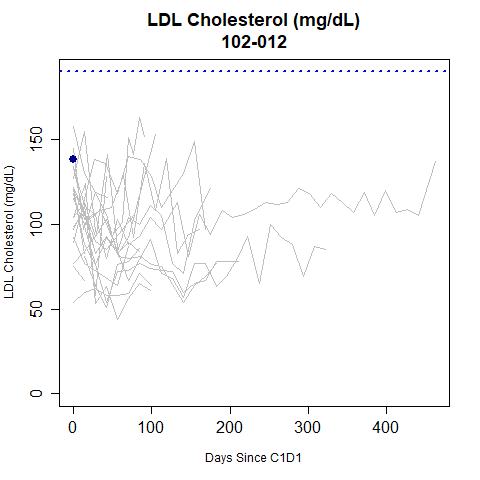 LDL Cholesterol (mg/dL)
102-012
LDL Cholesterol (mg/dL)
150
100
50
0
0 100 200 300 400
Days Since C1D1